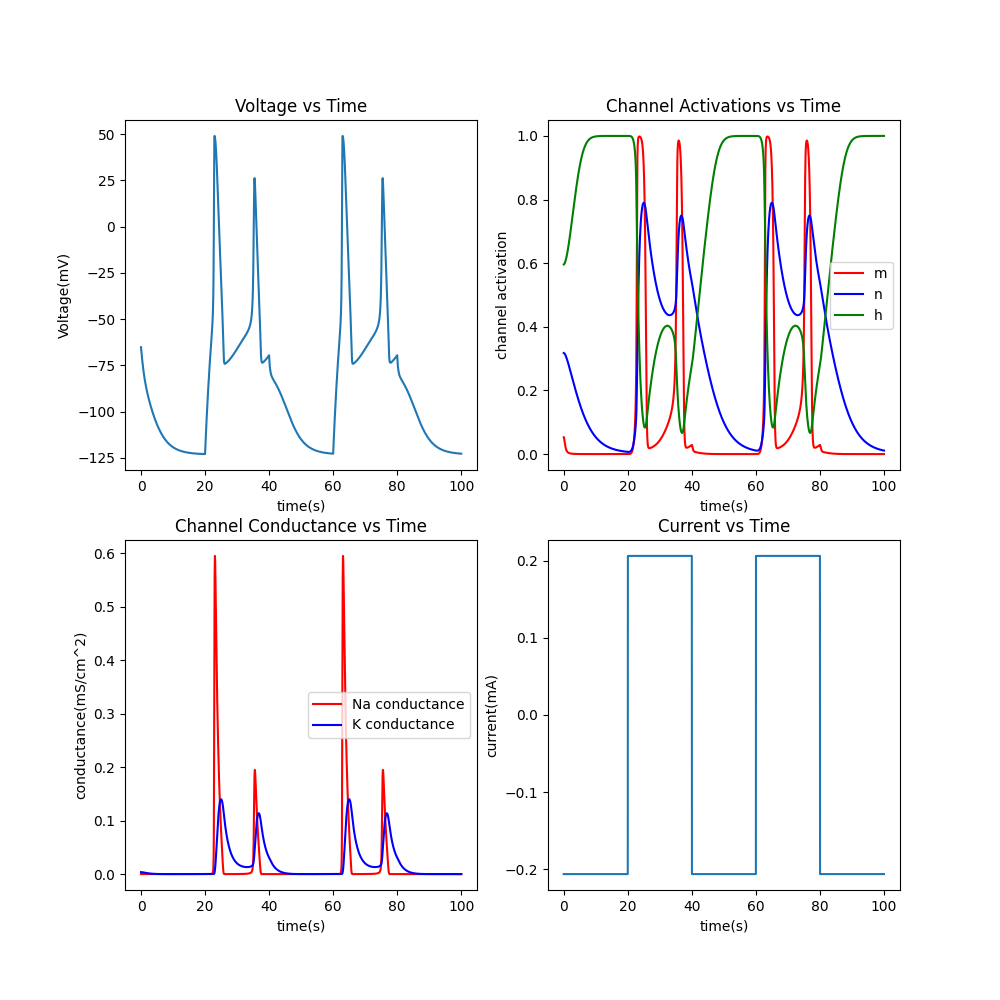 Voltage vs Time
50
25
0
−25
−50
−75
−100
−125
Voltage(mV)
0 20 40 60 80 100
time(s)
Channel Activations vs Time
1.0
0.8
0.6
0.4
0.2
0.0
channel activation
m
n
h
0 20 40 60 80 100
time(s)
Channel Conductance vs Time
0.6
0.5
0.4
0.3
0.2
0.1
0.0
conductance(mS/cm^2)
Na conductance
K conductance
0 20 40 60 80 100
time(s)
Current vs Time
0.2
0.1
0.0
−0.1
−0.2
current(mA)
0 20 40 60 80 100
time(s)